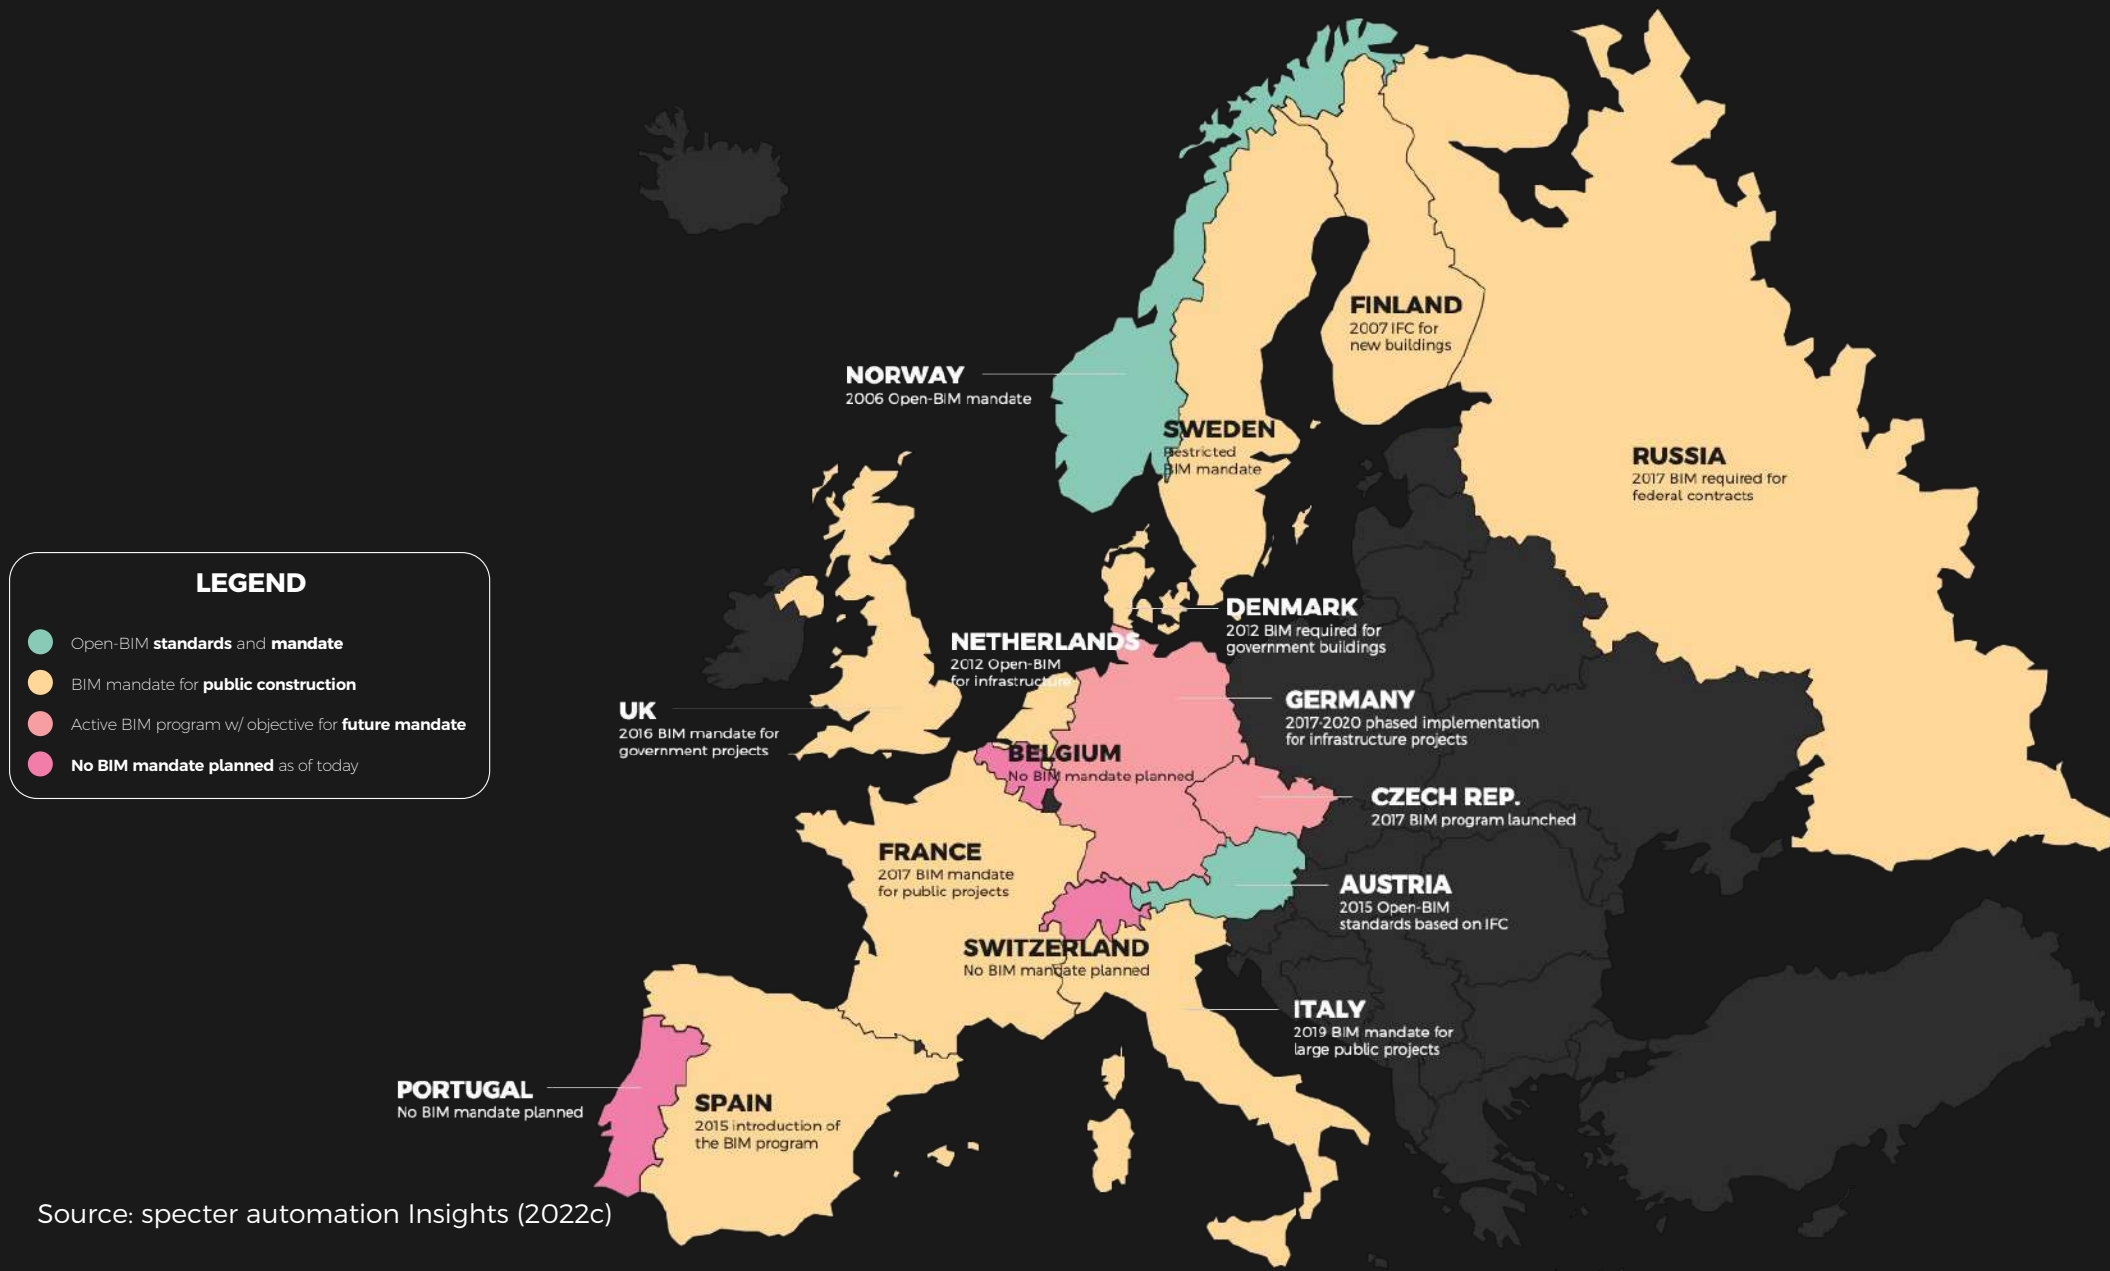 FINLAND
2007 IFC for
new buildings
NORWAY
2006 Open-BIM mandate
SWEDEN
Restricted
BIM mandate
RUSSIA
2017 BIM required for
federal contracts
LEGEND
Open-BIM standards and mandate
BIM mandate for public construction
Active BIM program w/ objective for future mandate
No BIM mandate planned as of today
DENMARK
2012 BIM required for
government buildings
NETHERLANDS
2012 Open-BIM
for infrastructure
GERMANY
2017-2020 phased implementation
for infrastructure projects
UK
2016 BIM mandate for
government projects
BELGIUM
No BIM mandate planned
CZECH REP.
2017 BIM program launched
FRANCE
2017 BIM mandate
for public projects
AUSTRIA
2015 Open-BIM
standards based on IFC
SWITZERLAND
No BIM mandate planned
ITALY
2019 BIM mandate for
large public projects
PORTUGAL
No BIM mandate planned
SPAIN
2015 introduction of
the BIM program
Source: specter automation Insights (2022c)